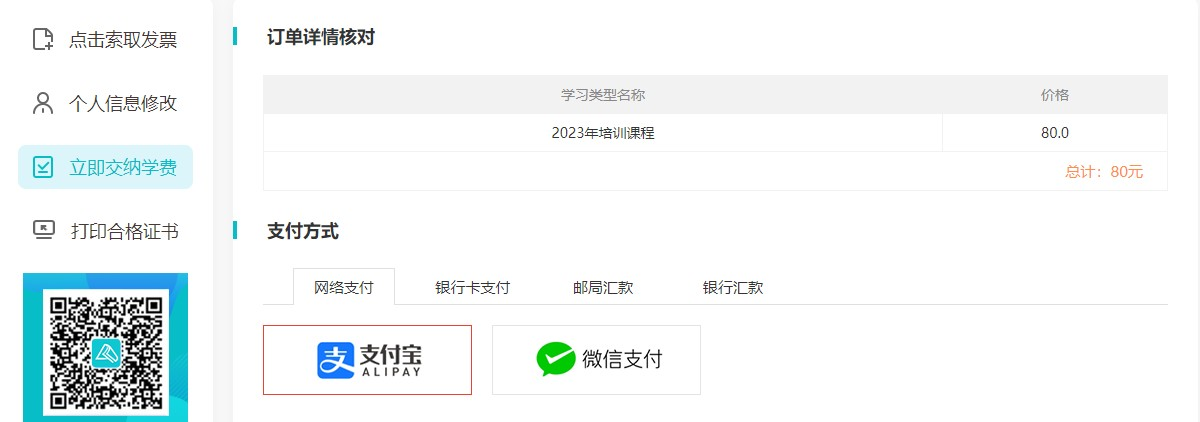 点击索取发票
个人信息修改
立即交纳学费
打印合格证书
订单详情核对
学习类型名称 价格
2023年培训课程 80.0
总计：80元
支付方式
网络支付 银行卡支付 邮局汇款 银行汇款
支 支付宝 ALIPAY
微信支付